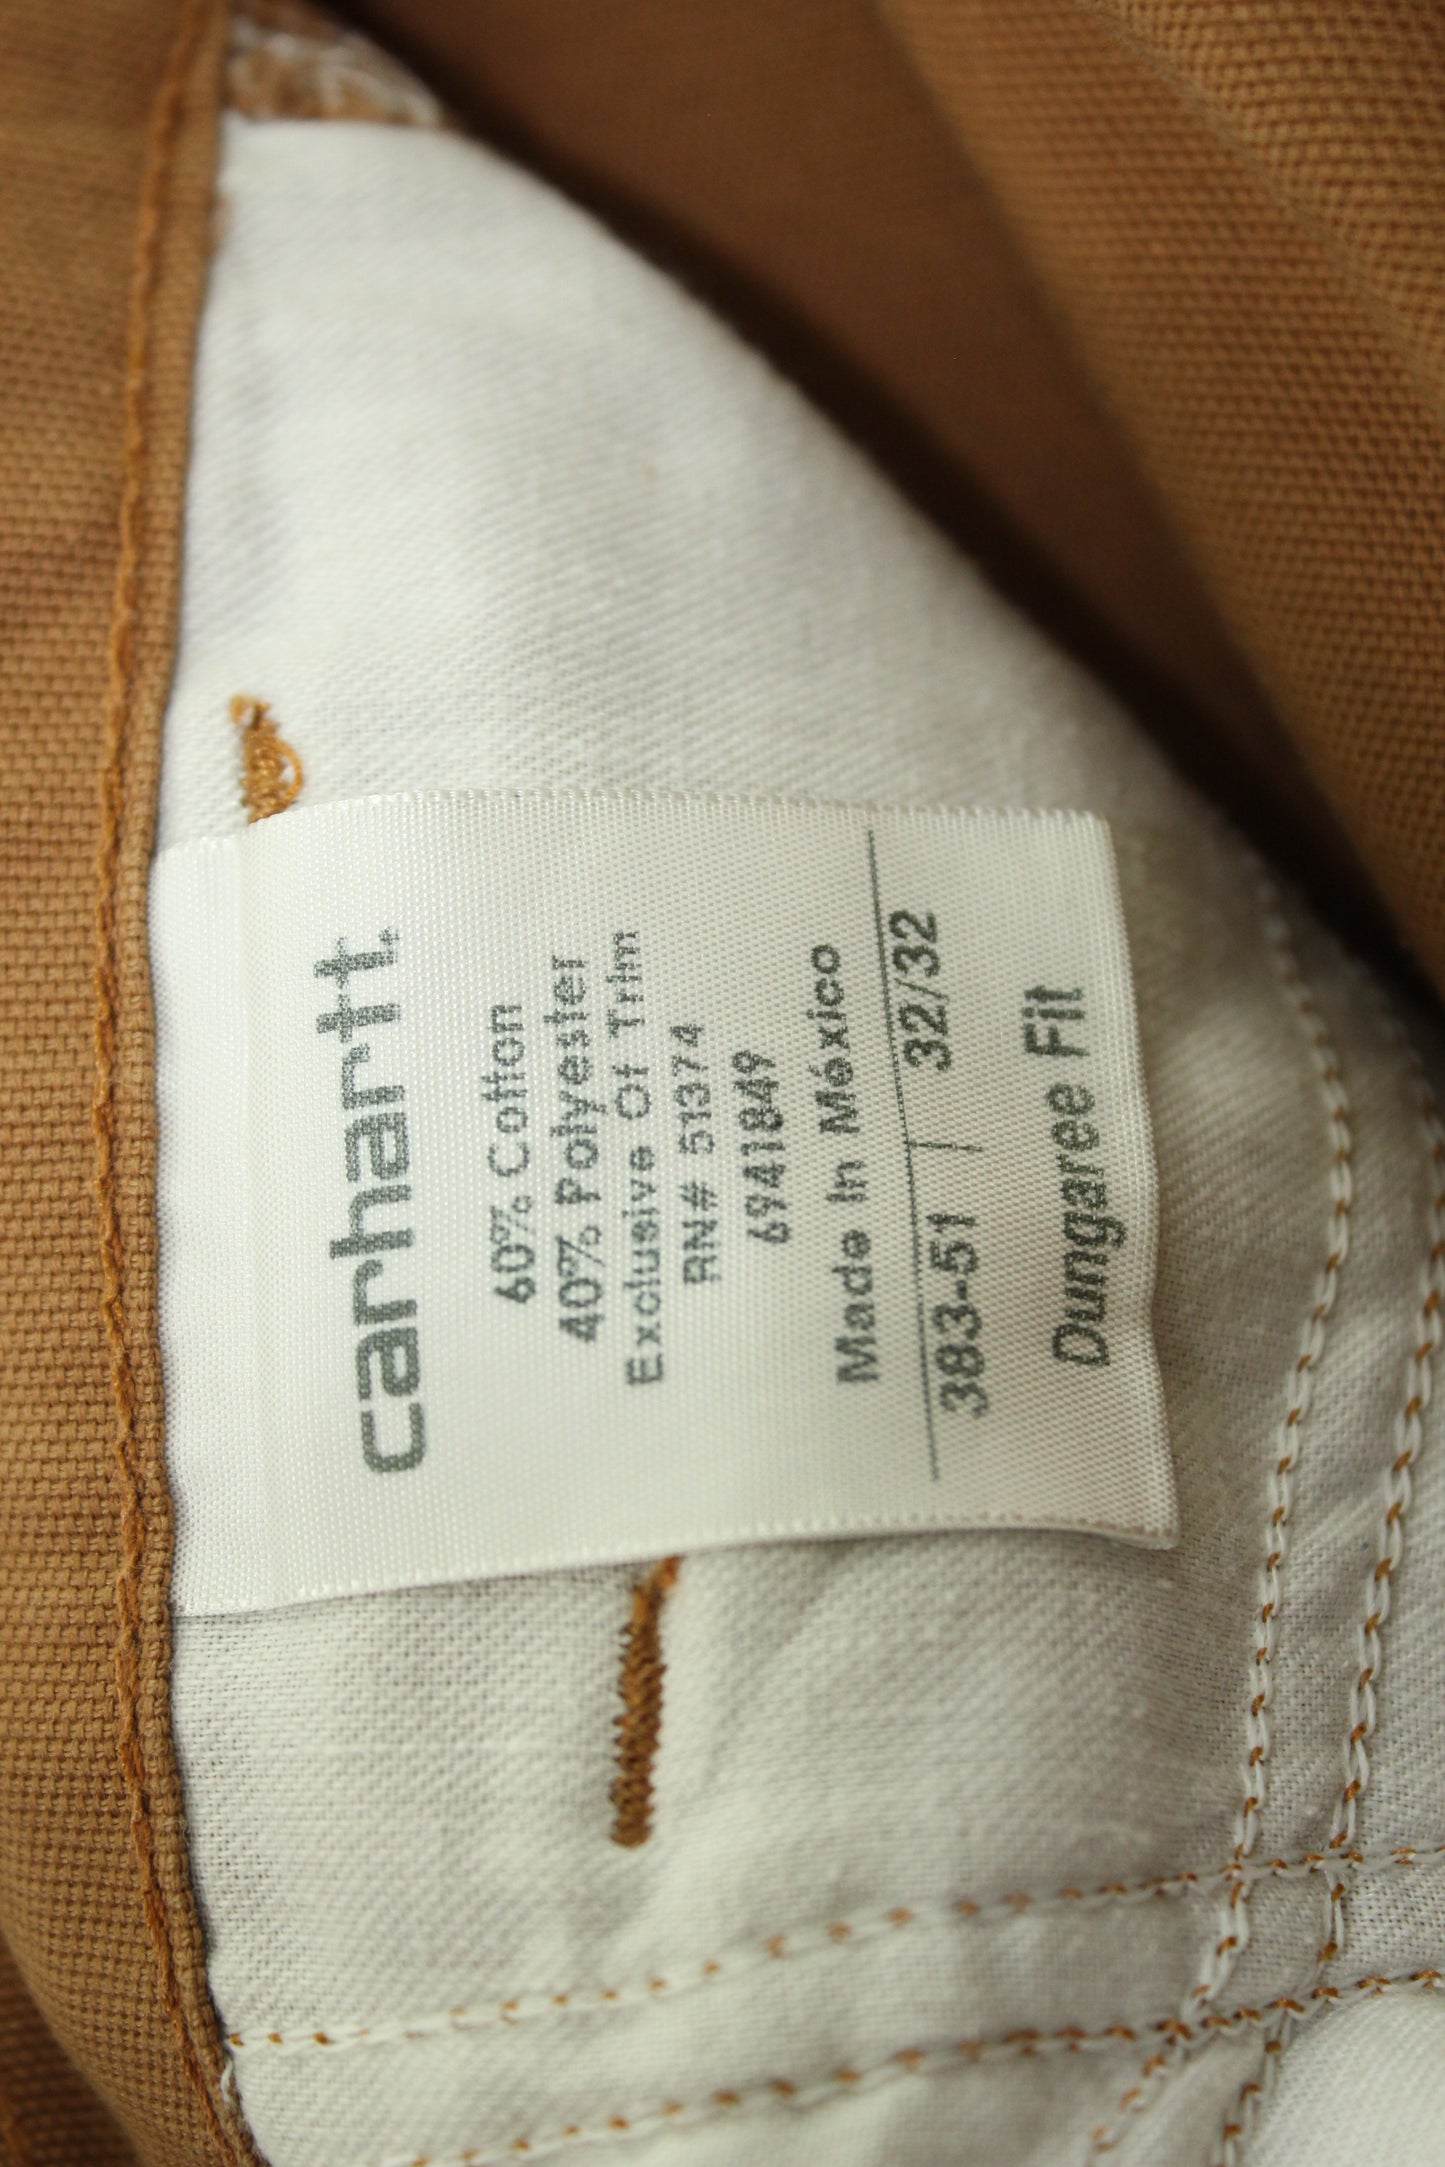 carhartt.
60% Cotton
40% Polyester
Exclusive Of Trim
RN# 51374
6941849
Made In México
383-51 | 32/32
Dungaree Fit